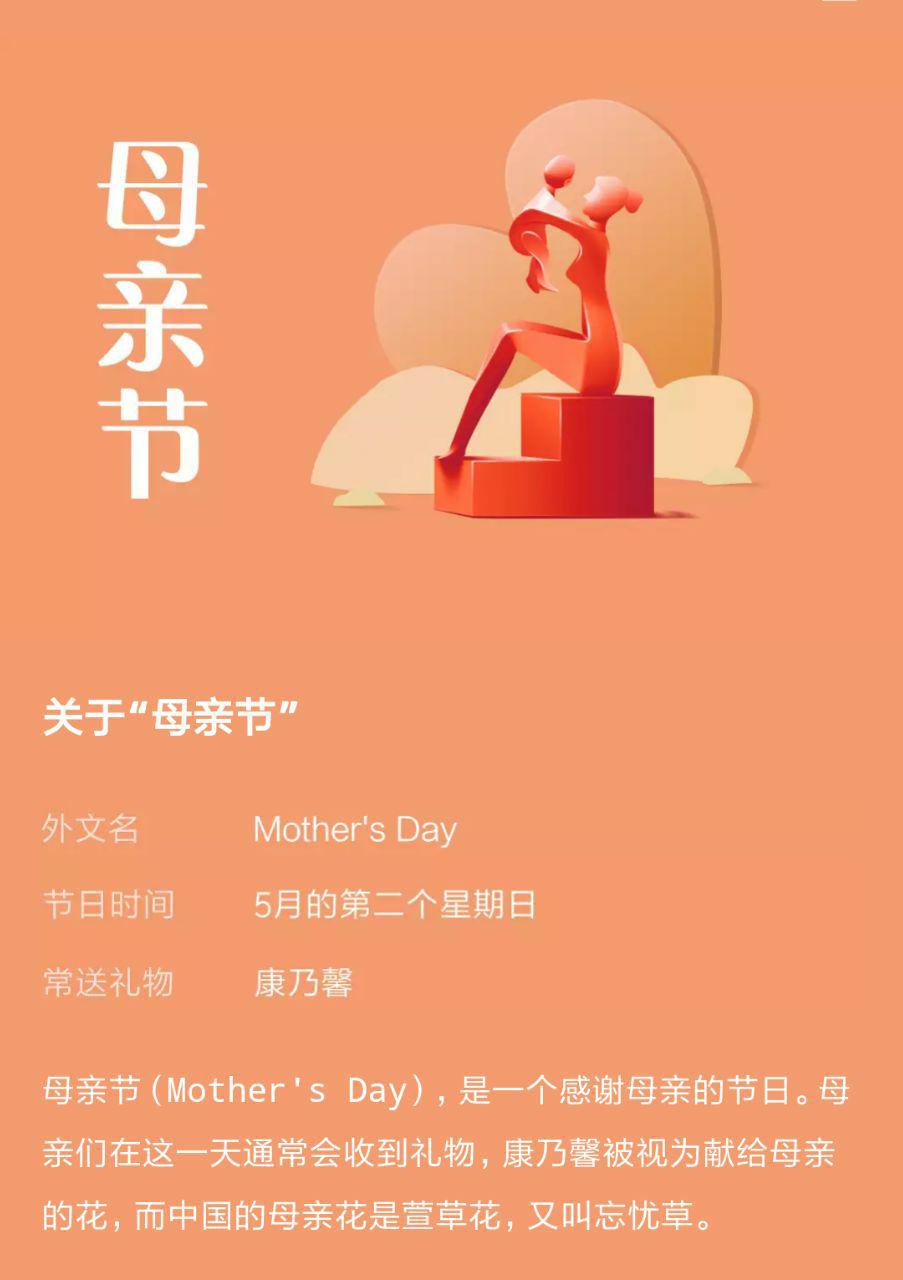 母亲节
关于“母亲节”
外文名 Mother's Day
节日时间 5月的第二个星期日
常送礼物 康乃馨
母亲节(Mother's Day),是一个感谢母亲的节日。母
亲们在这一天通常会收到礼物,康乃馨被视为献给母亲
的花,而中国的母亲花是萱草花,又叫忘忧草。